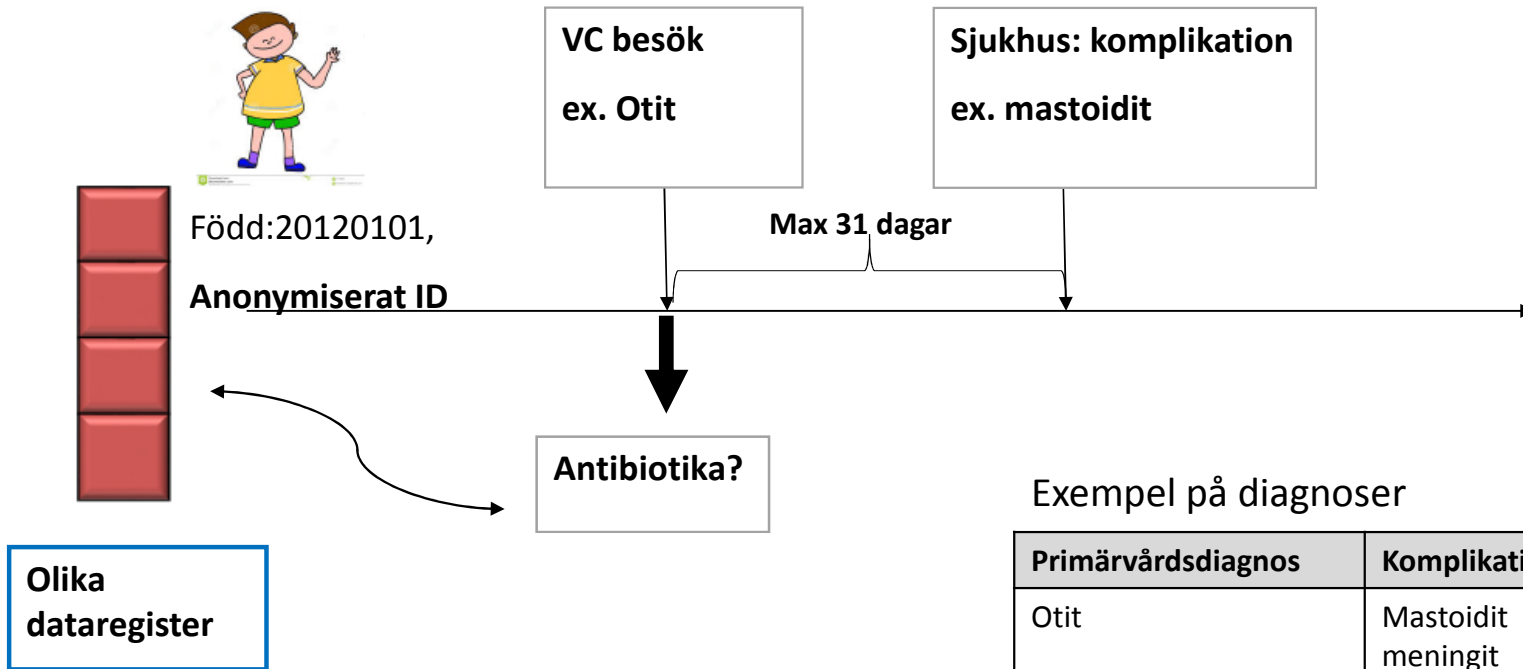 VC besök
ex. Otit
Sjukhus: komplikation
ex. mastoidit
Född:20120101,
Anonymiserat ID
Max 31 dagar
Antibiotika?
Olika
dataregister
Exempel på diagnoser
Primärvårdsdiagnos Komplikati
Otit Mastoidit
meningit